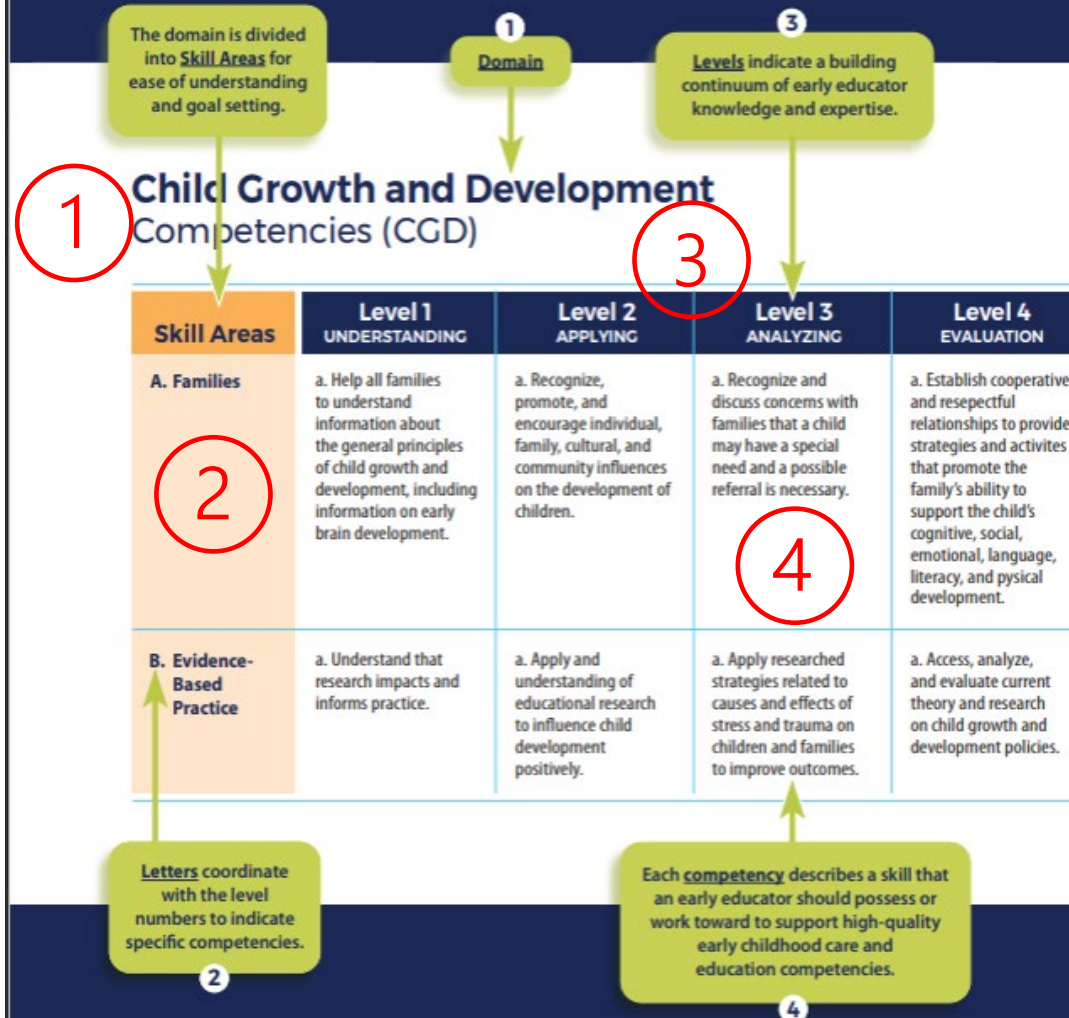 The domain is divided
into Skill Areas for
ease of understanding
and goal setting.
1
Domain
3
Levels indicate a building
continuum of early educator
knowledge and expertise.
1
Child Growth and Development
Competencies (CGD)
3
Skill Areas
Level 1
UNDERSTANDING
Level 2
APPLYING
Level 3
ANALYZING
Level 4
EVALUATION
A. Families
2
a. Help all families
to understand
information about
the general principles
of child growth and
development, including
information on early
brain development.
a. Recognize,
promote, and
encourage individual,
family, cultural, and
community influences
on the development of
children.
a. Recognize and
discuss concerns with
families that a child
may have a special
need and a possible
referral is necessary.
4
a. Establish cooperative
and resepectful
relationships to provide
strategies and activites
that promote the
family's ability to
support the child's
cognitive, social,
emotional, language,
literacy, and pysical
development.
B. Evidence-
Based
Practice
a. Understand that
research impacts and
informs practice.
a. Apply and
understanding of
educational research
to influence child
development
positively.
a. Apply researched
strategies related to
causes and effects of
stress and trauma on
children and families
to improve outcomes.
a. Access, analyze,
and evaluate current
theory and research
on child growth and
development policies.
Letters coordinate
with the level
numbers to indicate
specific competencies.
2
Each competency describes a skill that
an early educator should possess or
work toward to support high-quality
early childhood care and
education competencies.
4